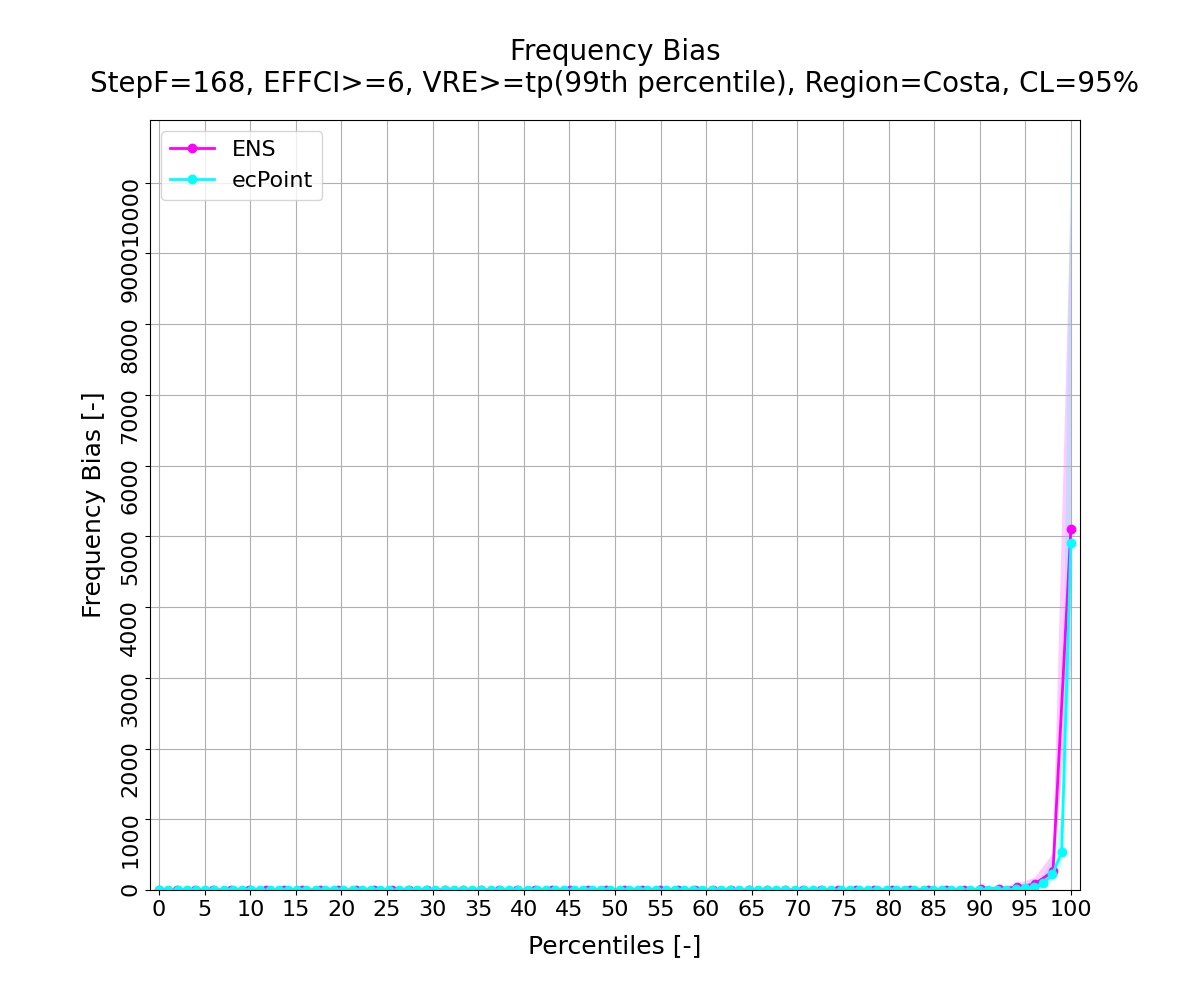 Frequency Bias
StepF=168, EFFCI>=6, VRE>=tp(99th percentile), Region=Costa, CL=95%
ENS
ecPoint
10000
9000
8000
7000
6000
5000
4000
3000
2000
1000
0
Frequency Bias [-]
0 5 10 15 20 25 30 35 40 45 50 55 60 65 70 75 80 85 90 95 100
Percentiles [-]